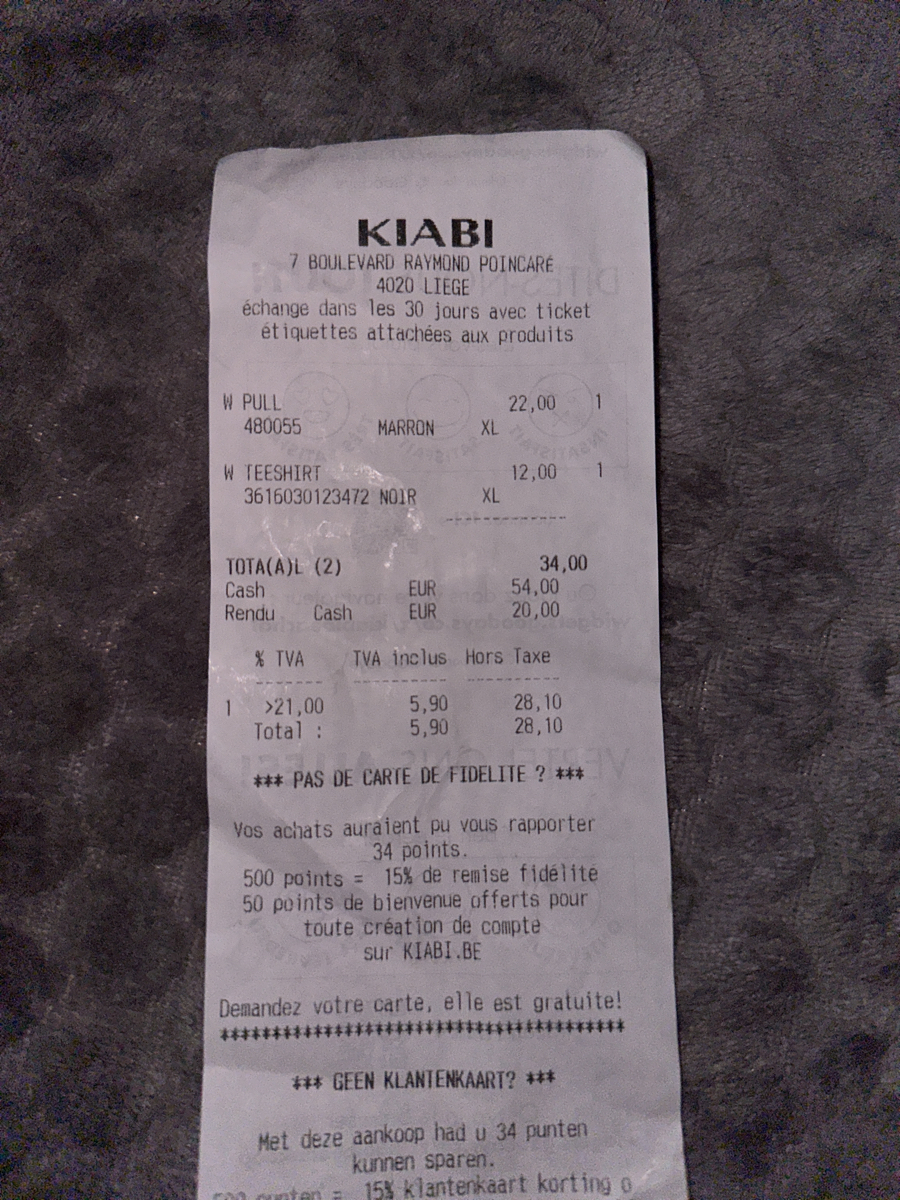 KIABI
7 BOULEVARD RAYMOND POINCARÉ
4020 LIEGE
échange dans les 30 jours avec ticket
étiquettes attachées aux produits
W PULL 22,00 1
480055 MARRON XL
W TEESHIRT 12,00 1
3616030123472 NOIR XL
------------
TOTA(A)L (2) 34,00
Cash EUR 54,00
Rendu Cash EUR 20,00
% TVA TVA inclus Hors Taxe
------- ---------- ----------
1 >21,00 5,90 28,10
Total : 5,90 28,10
*** PAS DE CARTE DE FIDELITE ? ***
Vos achats auraient pu vous rapporter
34 points.
500 points = 15% de remise fidélité
50 points de bienvenue offerts pour
toute création de compte
sur KIABI.BE
Demandez votre carte, elle est gratuite!
****************************************
*** GEEN KLANTENKAART? ***
Met deze aankoop had u 34 punten
kunnen sparen.
500 punten = 15% klantenkaart korting o